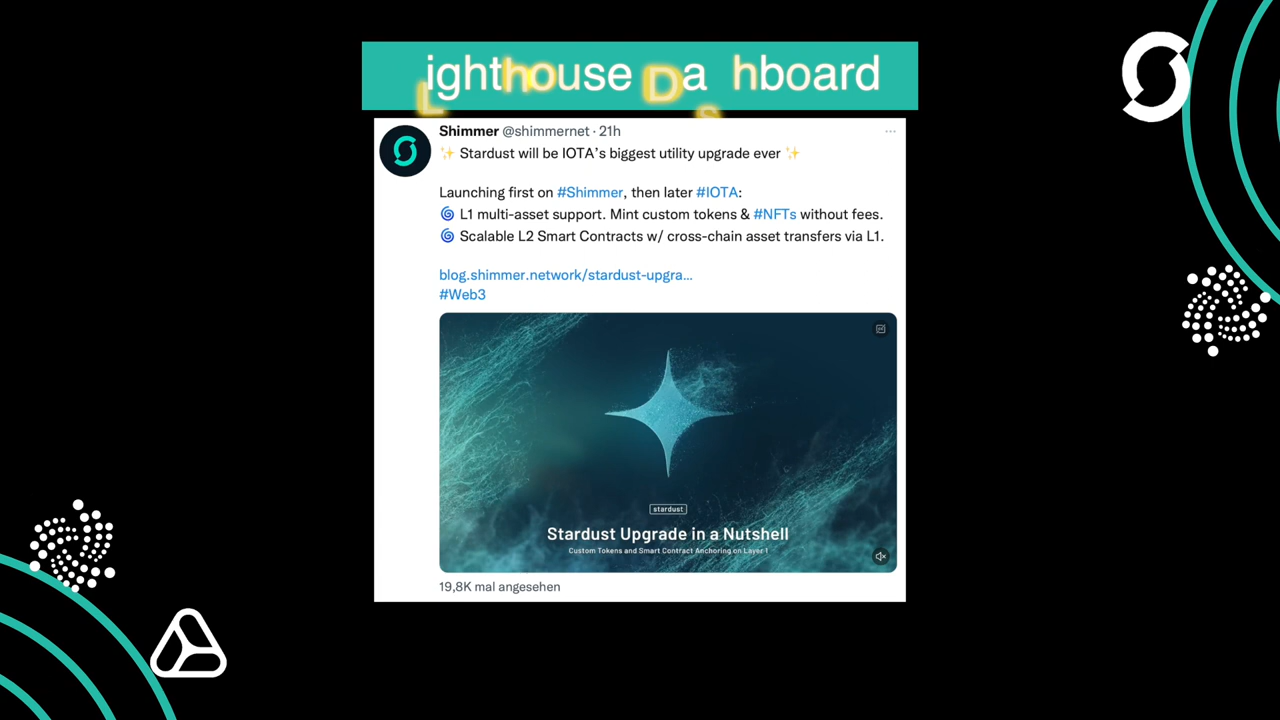 Lighthouse Dashboard
Shimmer @shimmernet · 21h
✨ Stardust will be IOTA's biggest utility upgrade ever ✨
Launching first on #Shimmer, then later #IOTA:
🌀 L1 multi-asset support. Mint custom tokens & #NFTs without fees.
🌀 Scalable L2 Smart Contracts w/ cross-chain asset transfers via L1.
blog.shimmer.network/stardust-upgra...
#Web3
stardust
Stardust Upgrade in a Nutshell
Custom Tokens and Smart Contract Anchoring on Layer 1
19,8K mal angesehen